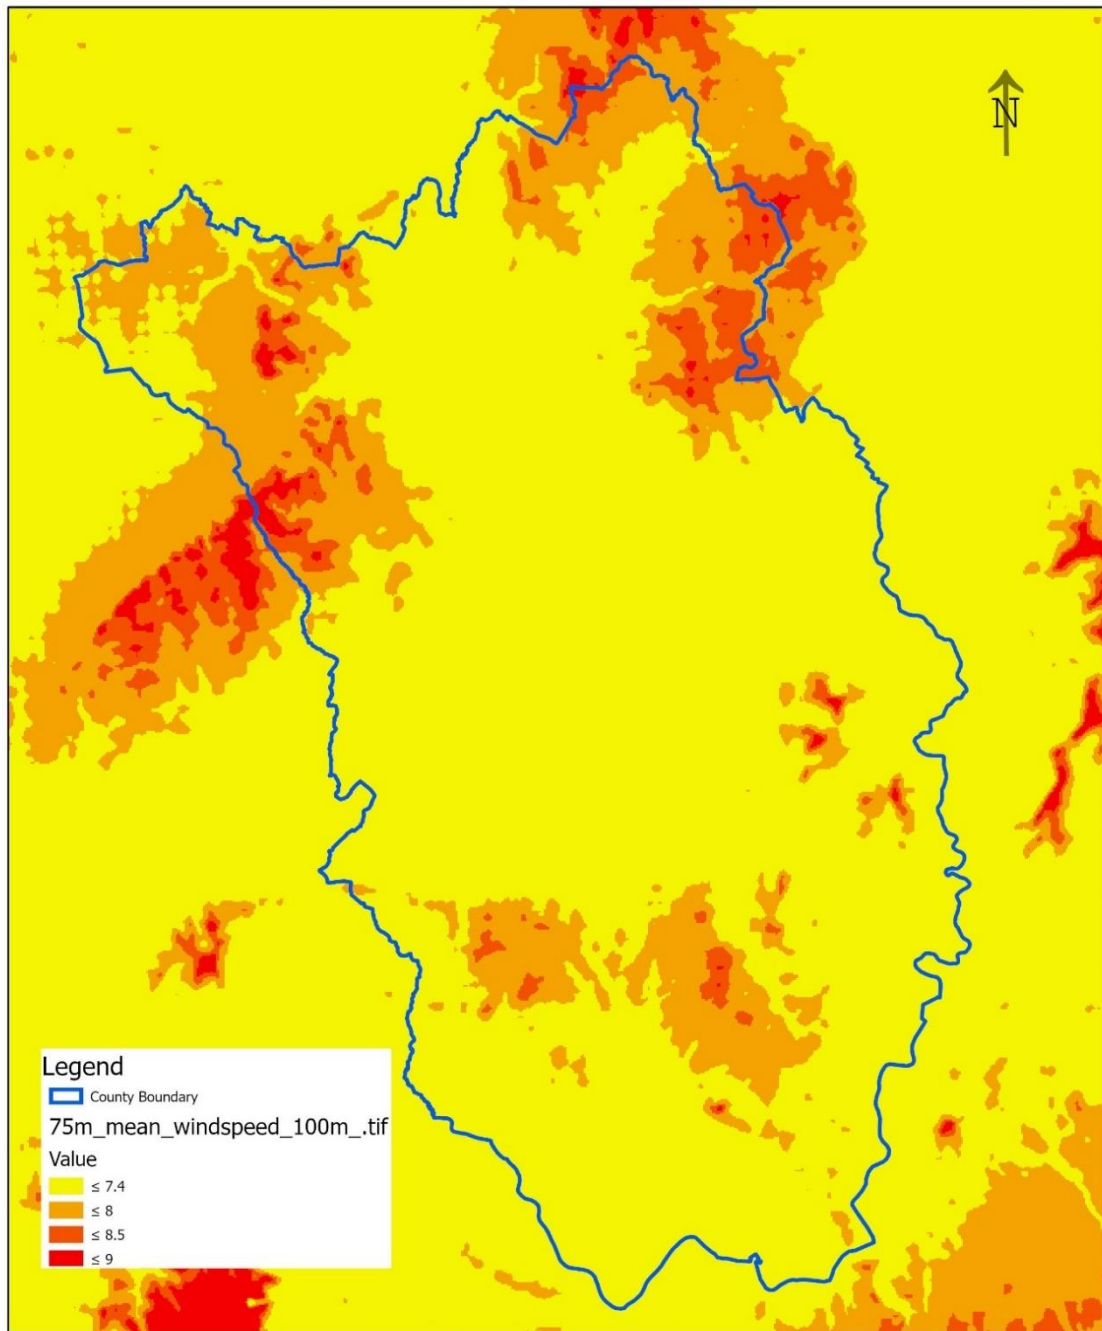 N
Legend
County Boundary
75m_mean_windspeed_100m_.tif
Value
≤ 7.4
≤ 8
≤ 8.5
≤ 9